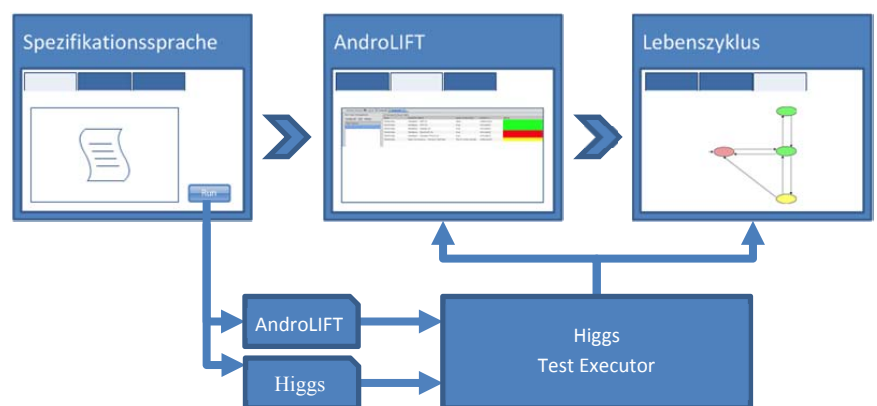 Spezifikationssprache
AndroLIFT
Lebenszyklus
Run
AndroLIFT
Higgs
Higgs
Test Executor